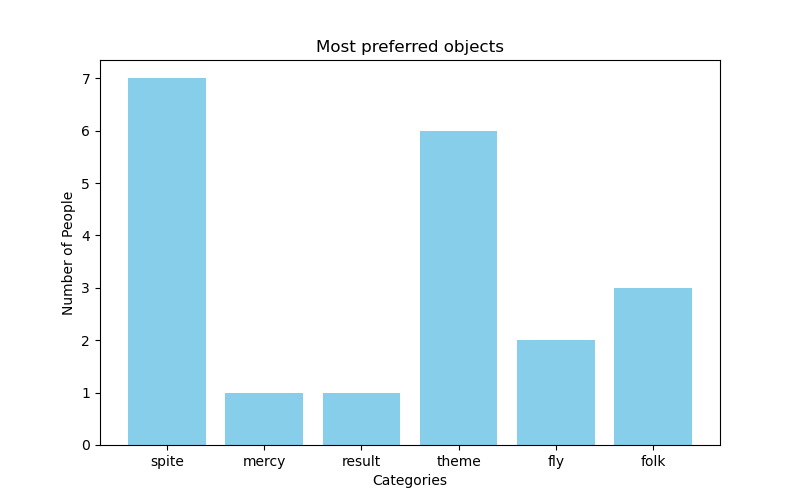 Most preferred objects
Number of People
7
6
5
4
3
2
1
0
spite mercy result theme fly folk
Categories